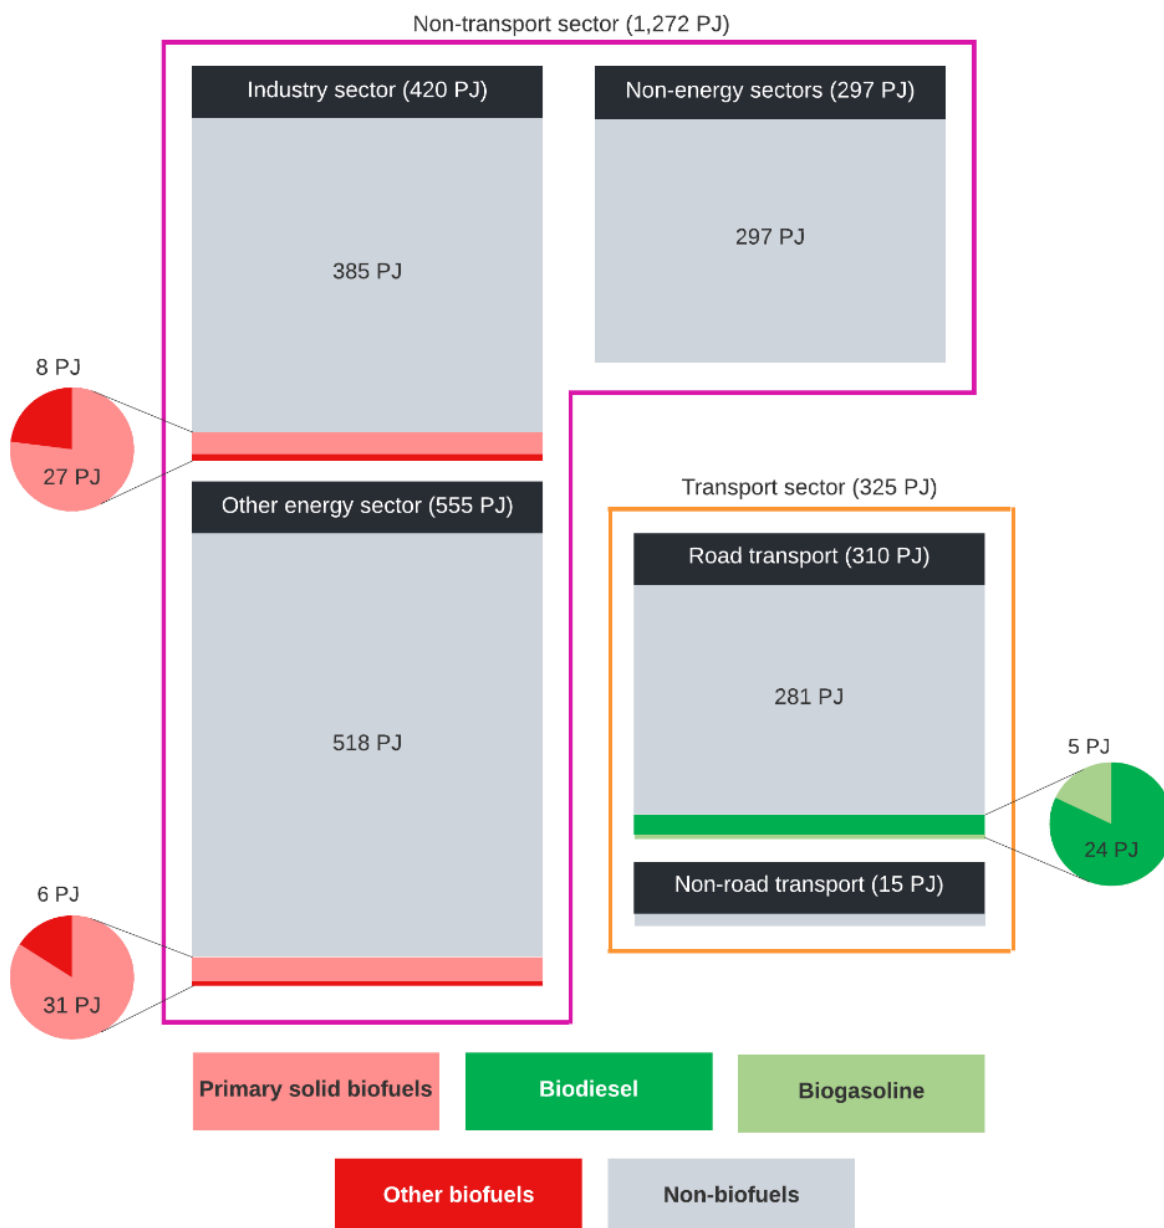 Non-transport sector (1,272 PJ)
Industry sector (420 PJ)
Non-energy sectors (297 PJ)
297 PJ
385 PJ
8 PJ
27 PJ
Other energy sector (555 PJ)
Transport sector (325 PJ)
Road transport (310 PJ)
281 PJ
518 PJ
5 PJ
24 PJ
Non-road transport (15 PJ)
6 PJ
31 PJ
Primary solid biofuels
Biodiesel
Biogasoline
Other biofuels
Non-biofuels